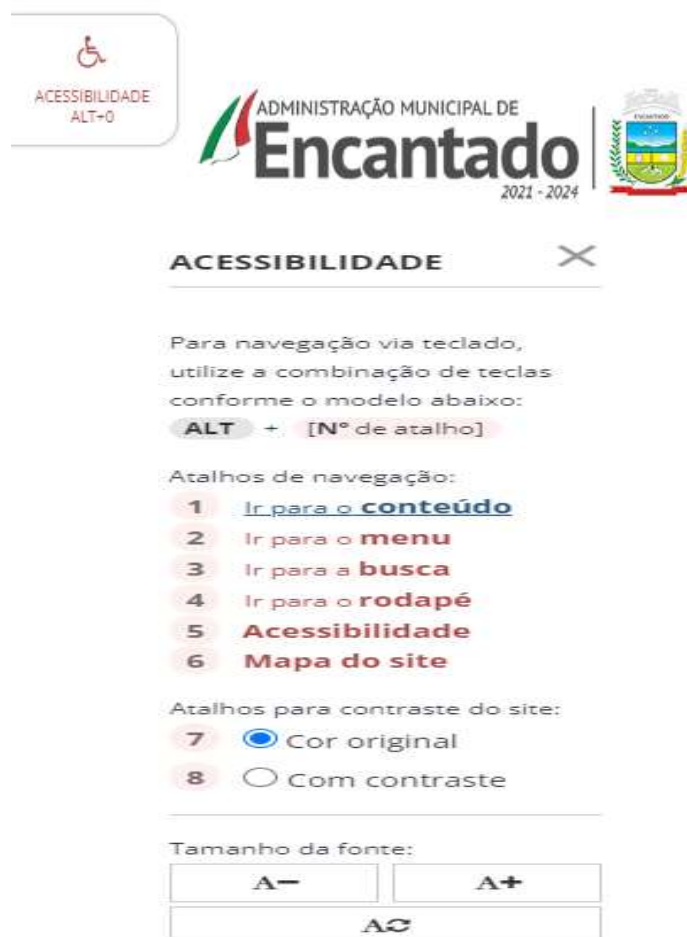 ACESSIBILIDADE
ALT+0
ADMINISTRAÇÃO MUNICIPAL DE
Encantado
2021 - 2024
ENCANTADO
ACESSIBILIDADE
Para navegação via teclado,
utilize a combinação de teclas
conforme o modelo abaixo:
ALT + [Nº de atalho]
Atalhos de navegação:
1 Ir para o conteúdo
2 Ir para o menu
3 Ir para a busca
4 Ir para o rodapé
5 Acessibilidade
6 Mapa do site
Atalhos para contraste do site:
7 Cor original
8 Com contraste
Tamanho da fonte:
A− A+
A